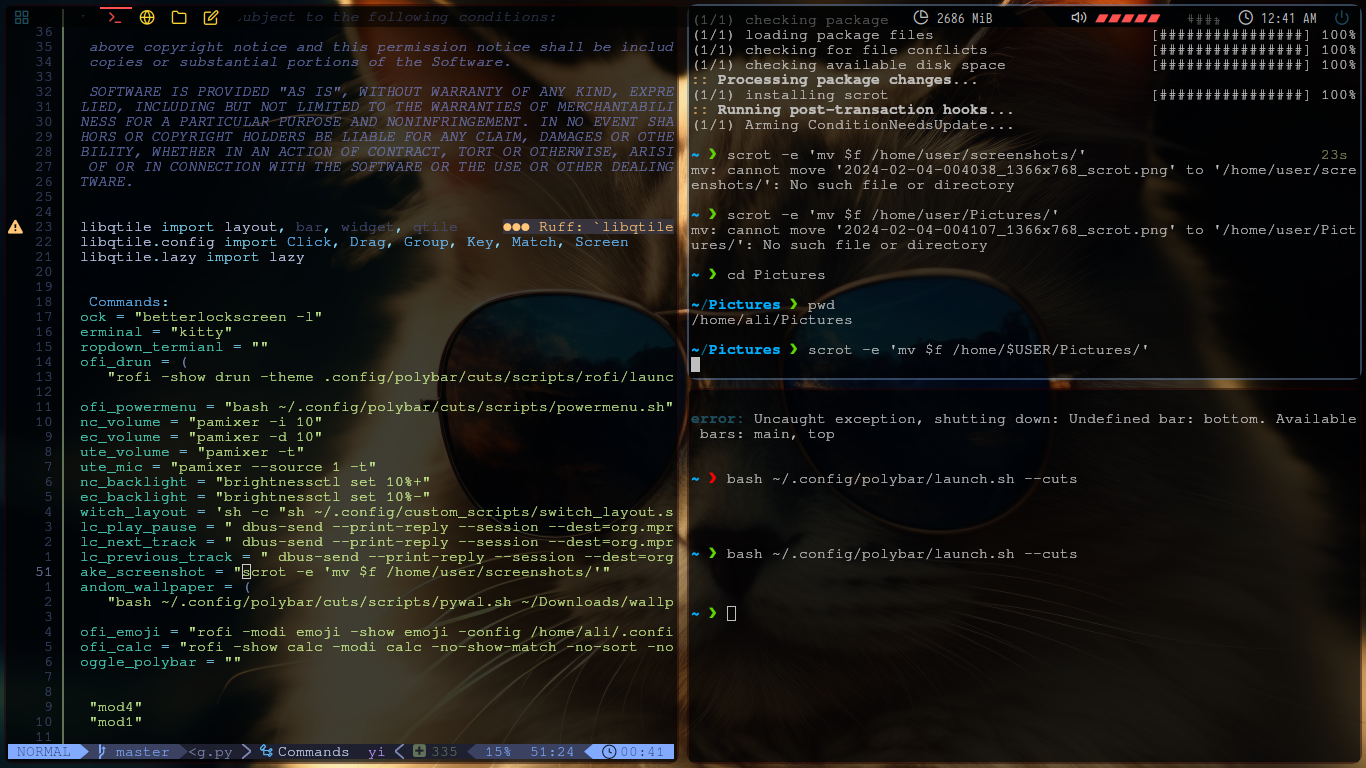 .ubject to the following conditions:
36
35 above copyright notice and this permission notice shall be includ
34 copies or substantial portions of the Software.
33
32 SOFTWARE IS PROVIDED "AS IS", WITHOUT WARRANTY OF ANY KIND, EXPRE
31 LIED, INCLUDING BUT NOT LIMITED TO THE WARRANTIES OF MERCHANTABILI
30 NESS FOR A PARTICULAR PURPOSE AND NONINFRINGEMENT. IN NO EVENT SHA
29 HORS OR COPYRIGHT HOLDERS BE LIABLE FOR ANY CLAIM, DAMAGES OR OTHE
28 BILITY, WHETHER IN AN ACTION OF CONTRACT, TORT OR OTHERWISE, ARISI
27 OF OR IN CONNECTION WITH THE SOFTWARE OR THE USE OR OTHER DEALING
26 TWARE.
25
24
23 libqtile import layout, bar, widget, qtile ●●● Ruff: `libqtile
22 libqtile.config import Click, Drag, Group, Key, Match, Screen
21 libqtile.lazy import lazy
20
19
18 Commands:
17 ock = "betterlockscreen -l"
16 erminal = "kitty"
15 ropdown_termianl = ""
14 ofi_drun = (
13 "rofi -show drun -theme .config/polybar/cuts/scripts/rofi/launc
12
11 ofi_powermenu = "bash ~/.config/polybar/cuts/scripts/powermenu.sh"
10 nc_volume = "pamixer -i 10"
9 ec_volume = "pamixer -d 10"
8 ute_volume = "pamixer -t"
7 ute_mic = "pamixer --source 1 -t"
6 nc_backlight = "brightnessctl set 10%+"
5 ec_backlight = "brightnessctl set 10%-"
4 witch_layout = 'sh -c "sh ~/.config/custom_scripts/switch_layout.s
3 lc_play_pause = " dbus-send --print-reply --session --dest=org.mpr
2 lc_next_track = " dbus-send --print-reply --session --dest=org.mpr
1 lc_previous_track = " dbus-send --print-reply --session --dest=org
51 ake_screenshot = "scrot -e 'mv $f /home/user/screenshots/'"
1 andom_wallpaper = (
2 "bash ~/.config/polybar/cuts/scripts/pywal.sh ~/Downloads/wallp
3
4 ofi_emoji = "rofi -modi emoji -show emoji -config /home/ali/.confi
5 ofi_calc = "rofi -show calc -modi calc -no-show-match -no-sort -no
6 oggle_polybar = ""
7
8
9 "mod4"
10 "mod1"
11
NORMAL master <g.py Commands yi 335 15% 51:24 00:41
2686 MiB 12:41 AM
(1/1) checking package
(1/1) loading package files [################] 100%
(1/1) checking for file conflicts [################] 100%
(1/1) checking available disk space [################] 100%
:: Processing package changes...
(1/1) installing scrot [################] 100%
:: Running post-transaction hooks...
(1/1) Arming ConditionNeedsUpdate...
~ ❯ scrot -e 'mv $f /home/user/screenshots/' 23s
mv: cannot move '2024-02-04-004038_1366x768_scrot.png' to '/home/user/scre
enshots/': No such file or directory
~ ❯ scrot -e 'mv $f /home/user/Pictures/'
mv: cannot move '2024-02-04-004107_1366x768_scrot.png' to '/home/user/Pict
ures/': No such file or directory
~ ❯ cd Pictures
~/Pictures ❯ pwd
/home/ali/Pictures
~/Pictures ❯ scrot -e 'mv $f /home/$USER/Pictures/'
error: Uncaught exception, shutting down: Undefined bar: bottom. Available
bars: main, top
~ ❯ bash ~/.config/polybar/launch.sh --cuts
~ ❯ bash ~/.config/polybar/launch.sh --cuts
~ ❯